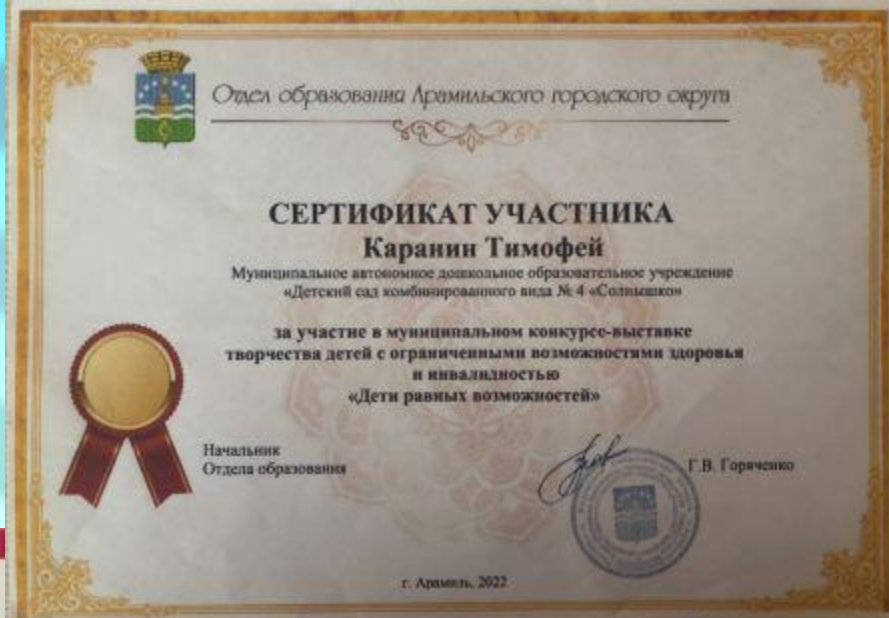 Отдел образования Арамильского городского округа
СЕРТИФИКАТ УЧАСТНИКА
Каранин Тимофей
Муниципальное автономное дошкольное образовательное учреждение
«Детский сад комбинированного вида № 4 «Солнышко»
за участие в муниципальном конкурсе-выставке
творчества детей с ограниченными возможностями здоровья
и инвалидностью
«Дети равных возможностей»
Начальник
Отдела образования
Г.В. Горяченко
г. Арамиль, 2022